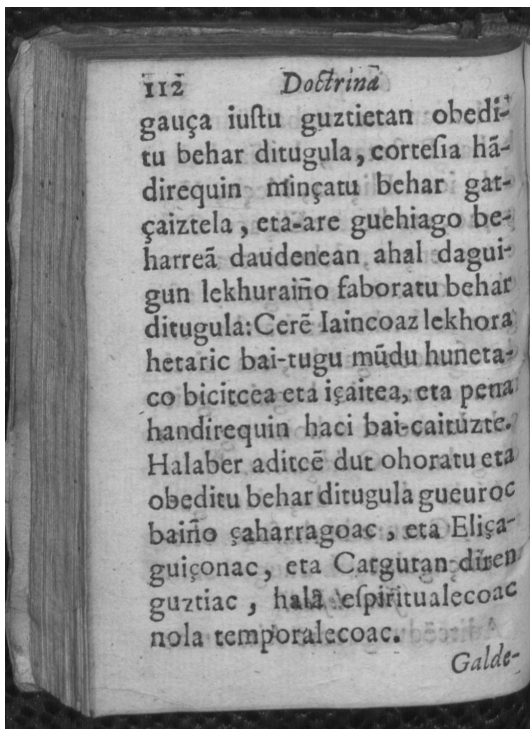 112 Doctrina
gauça iuſtu guztietan obedi-
tu behar ditugula, corteſia hã-
direquin minçatu behar gat-
çaiztela, eta-are guehiago be-
harreã daudenean ahal dagui-
gun lekhuraiño faboratu behar
ditugula: Cerẽ Iaincoaz lekhora
hetaric bai-tugu mũdu huneta-
co bicitcea eta içaitea, eta pena
handirequin haci bai-caituzte.
Halaber aditcẽ dut ohoratu eta
obeditu behar ditugula gueuroc
baiño çaharragoac, eta Eliça-
guiçonac, eta Cargutan diren
guztiac, halã eſpiritualecoac
nola temporalecoac.
Galde-